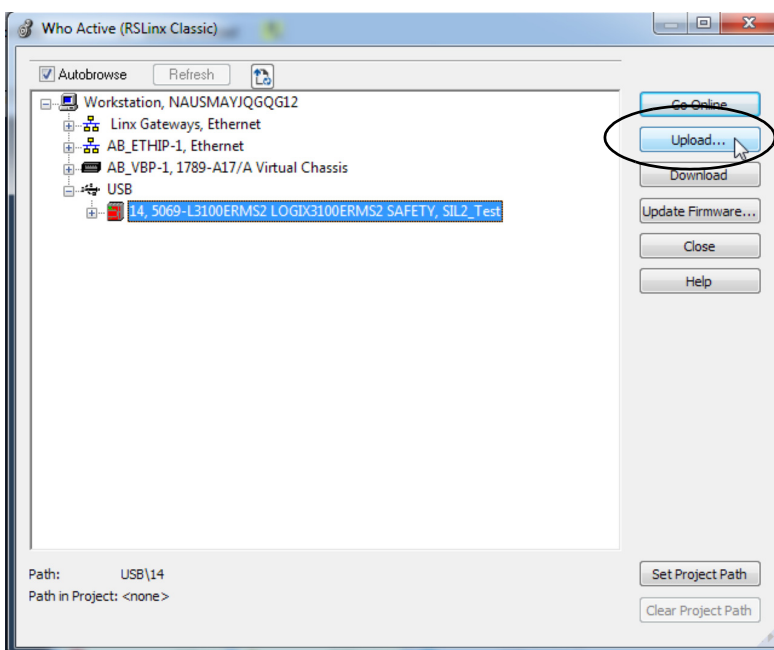 Who Active (RSLinx Classic)
Autobrowse Refresh
Workstation, NAUSMAYJQGQG12
Linx Gateways, Ethernet
AB_ETHIP-1, Ethernet
AB_VBP-1, 1789-A17/A Virtual Chassis
USB
14, 5069-L3100ERMS2 LOGIX3100ERMS2 SAFETY, SIL2_Test
Go Online
Upload...
Download
Update Firmware...
Close
Help
Path: USB\14
Path in Project: <none>
Set Project Path
Clear Project Path